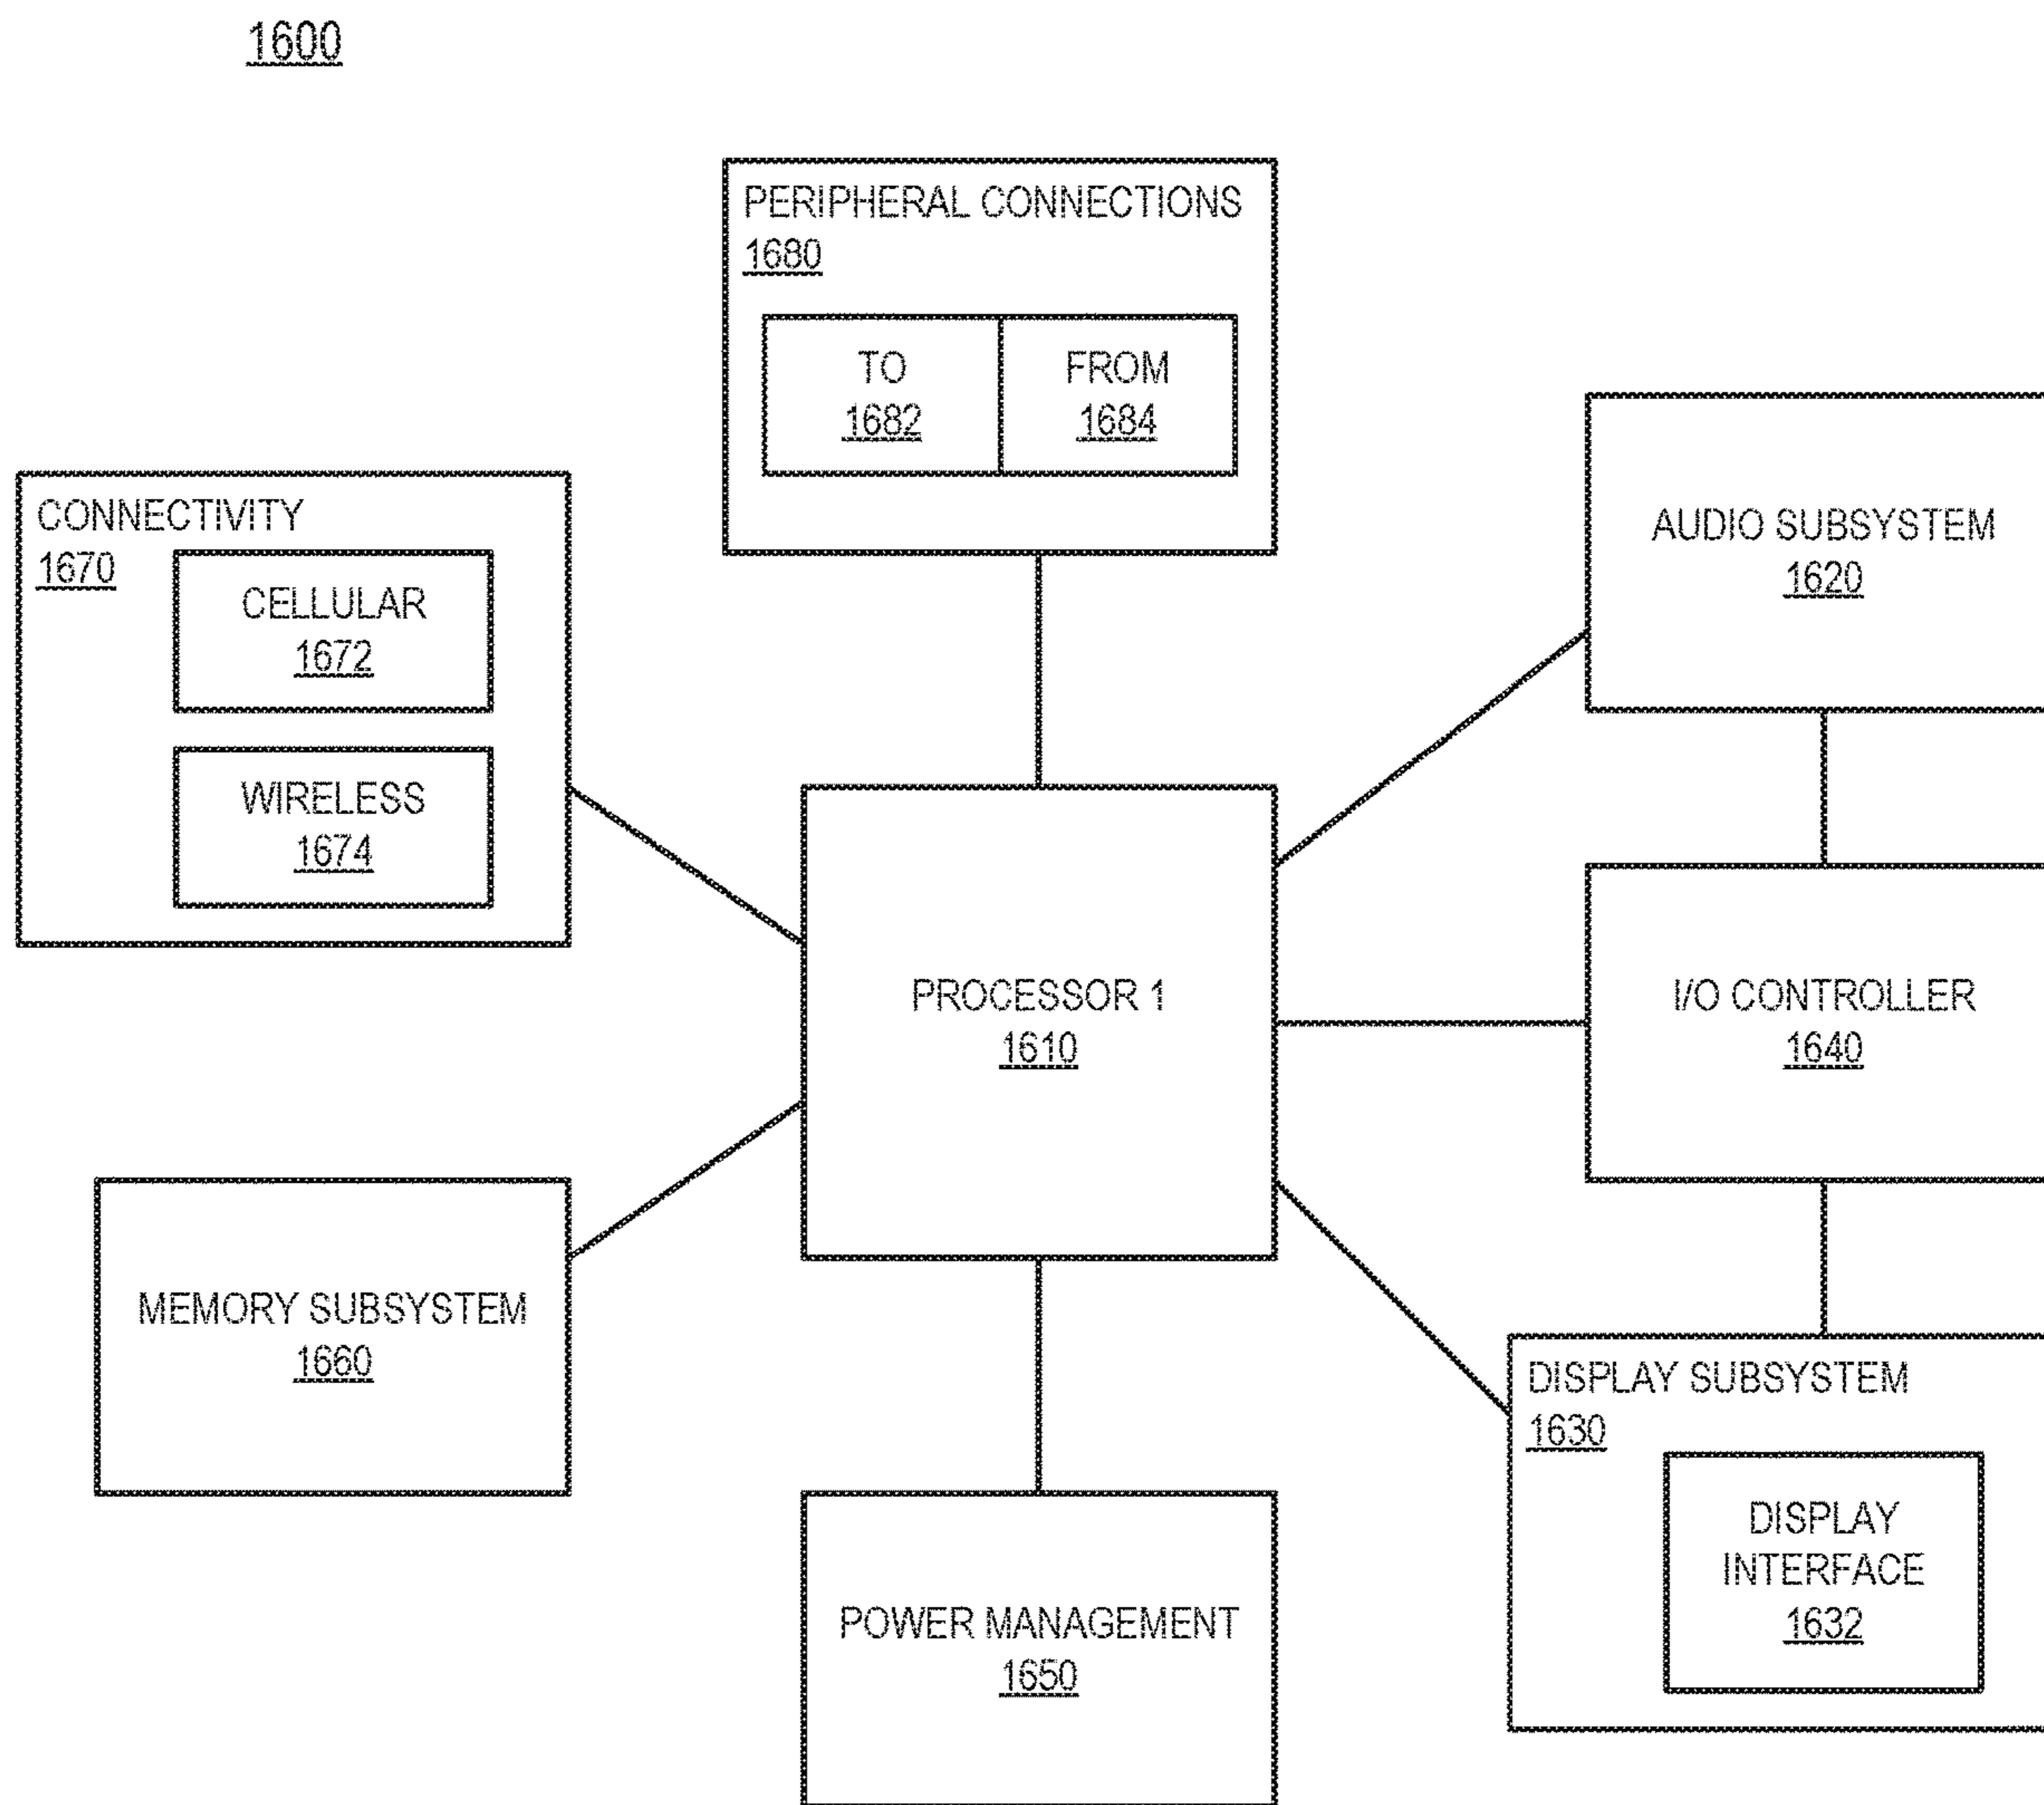 1600
PERIPHERAL CONNECTIONS
1680
TO
1682
FROM
1684
CONNECTIVITY
1670
CELLULAR
1672
WIRELESS
1674
AUDIO SUBSYSTEM
1620
PROCESSOR 1
1610
I/O CONTROLLER
1640
MEMORY SUBSYSTEM
1660
DISPLAY SUBSYSTEM
1630
DISPLAY
INTERFACE
1632
POWER MANAGEMENT
1650